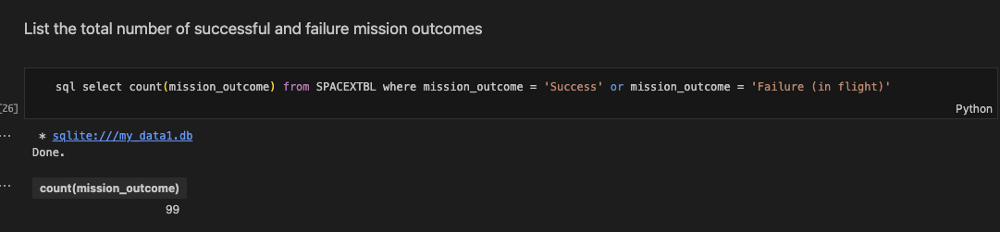 List the total number of successful and failure mission outcomes
sql select count(mission_outcome) from SPACEXTBL where mission_outcome = 'Success' or mission_outcome = 'Failure (in flight)'
[26]
Python
... * sqlite:///my_data1.db
Done.
... count(mission_outcome)
99